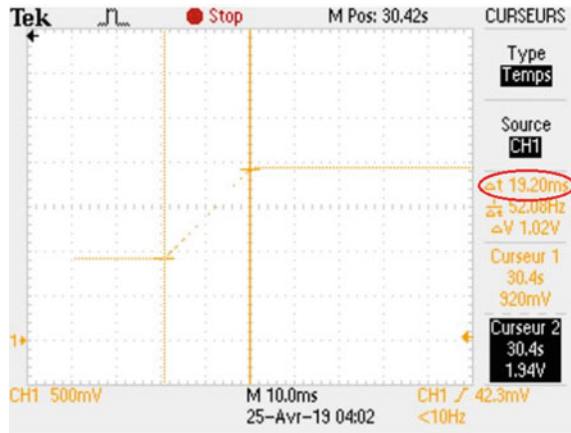 Tek Stop M Pos: 30.42s CURSEURS
Type
Temps
Source
CH1
Δt 19.20ms
1/Δt 52.08Hz
ΔV 1.02V
Curseur 1
30.4s
920mV
Curseur 2
30.4s
1.94V
1
CH1 500mV M 10.0ms CH1 42.3mV
25-Avr-19 04:02 <10Hz